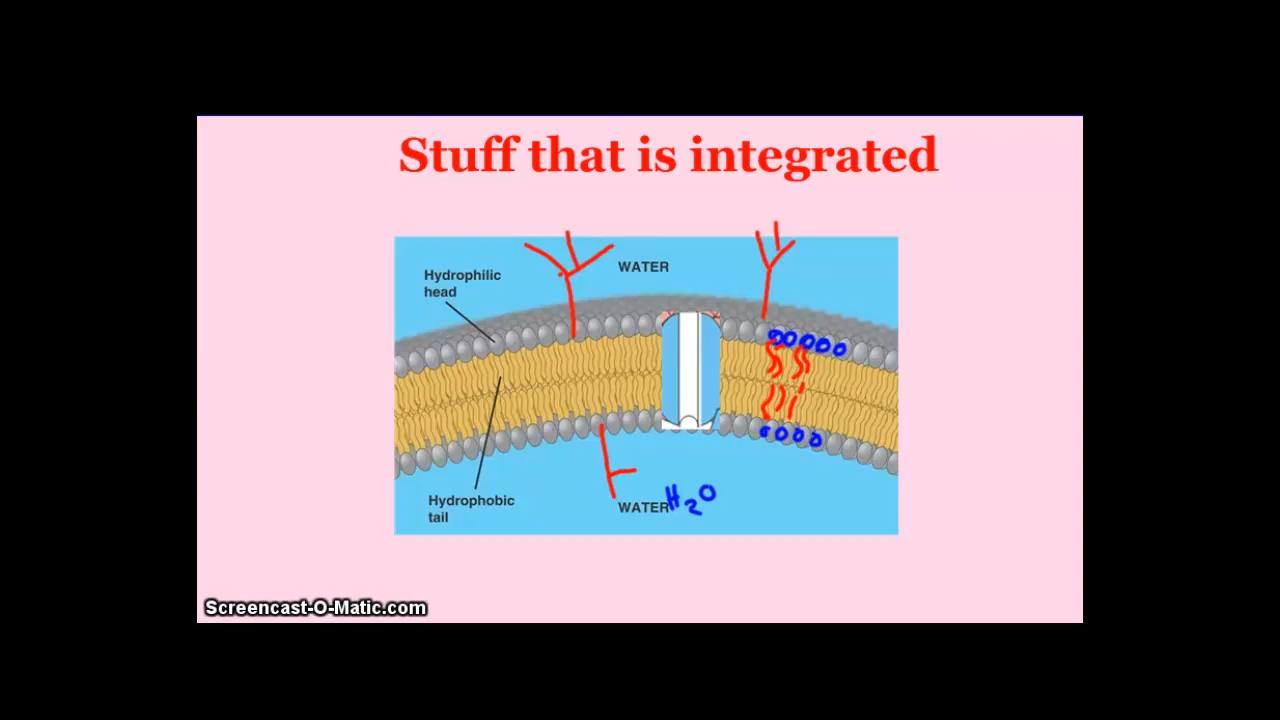 Stuff that is integrated
Hydrophilic
head
WATER
Hydrophobic
tail
WATER
H2O
Screencast-O-Matic.com